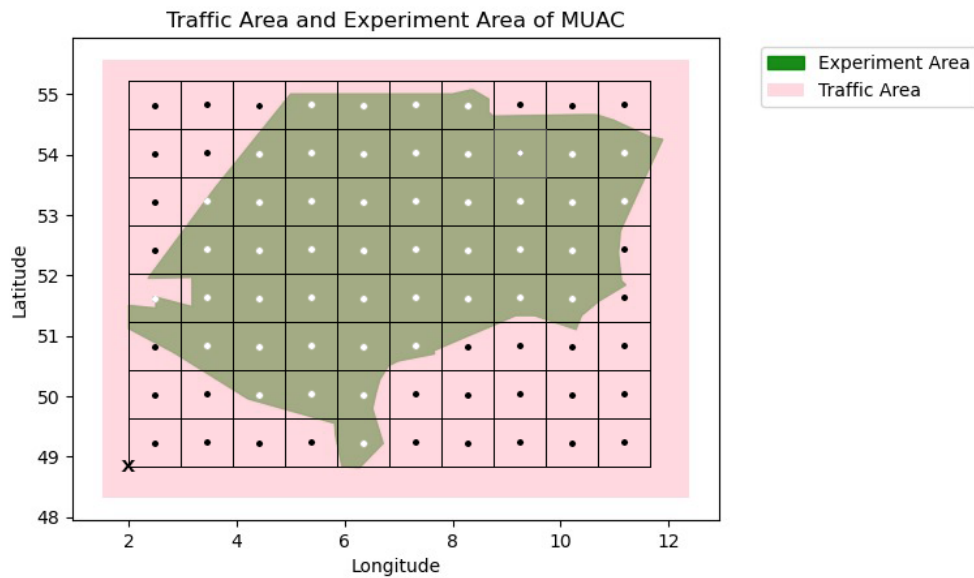 Traffic Area and Experiment Area of MUAC
Experiment Area
Traffic Area
55
54
53
52
51
50
49
48
Latitude
x
2
4
6
8
10
12
Longitude